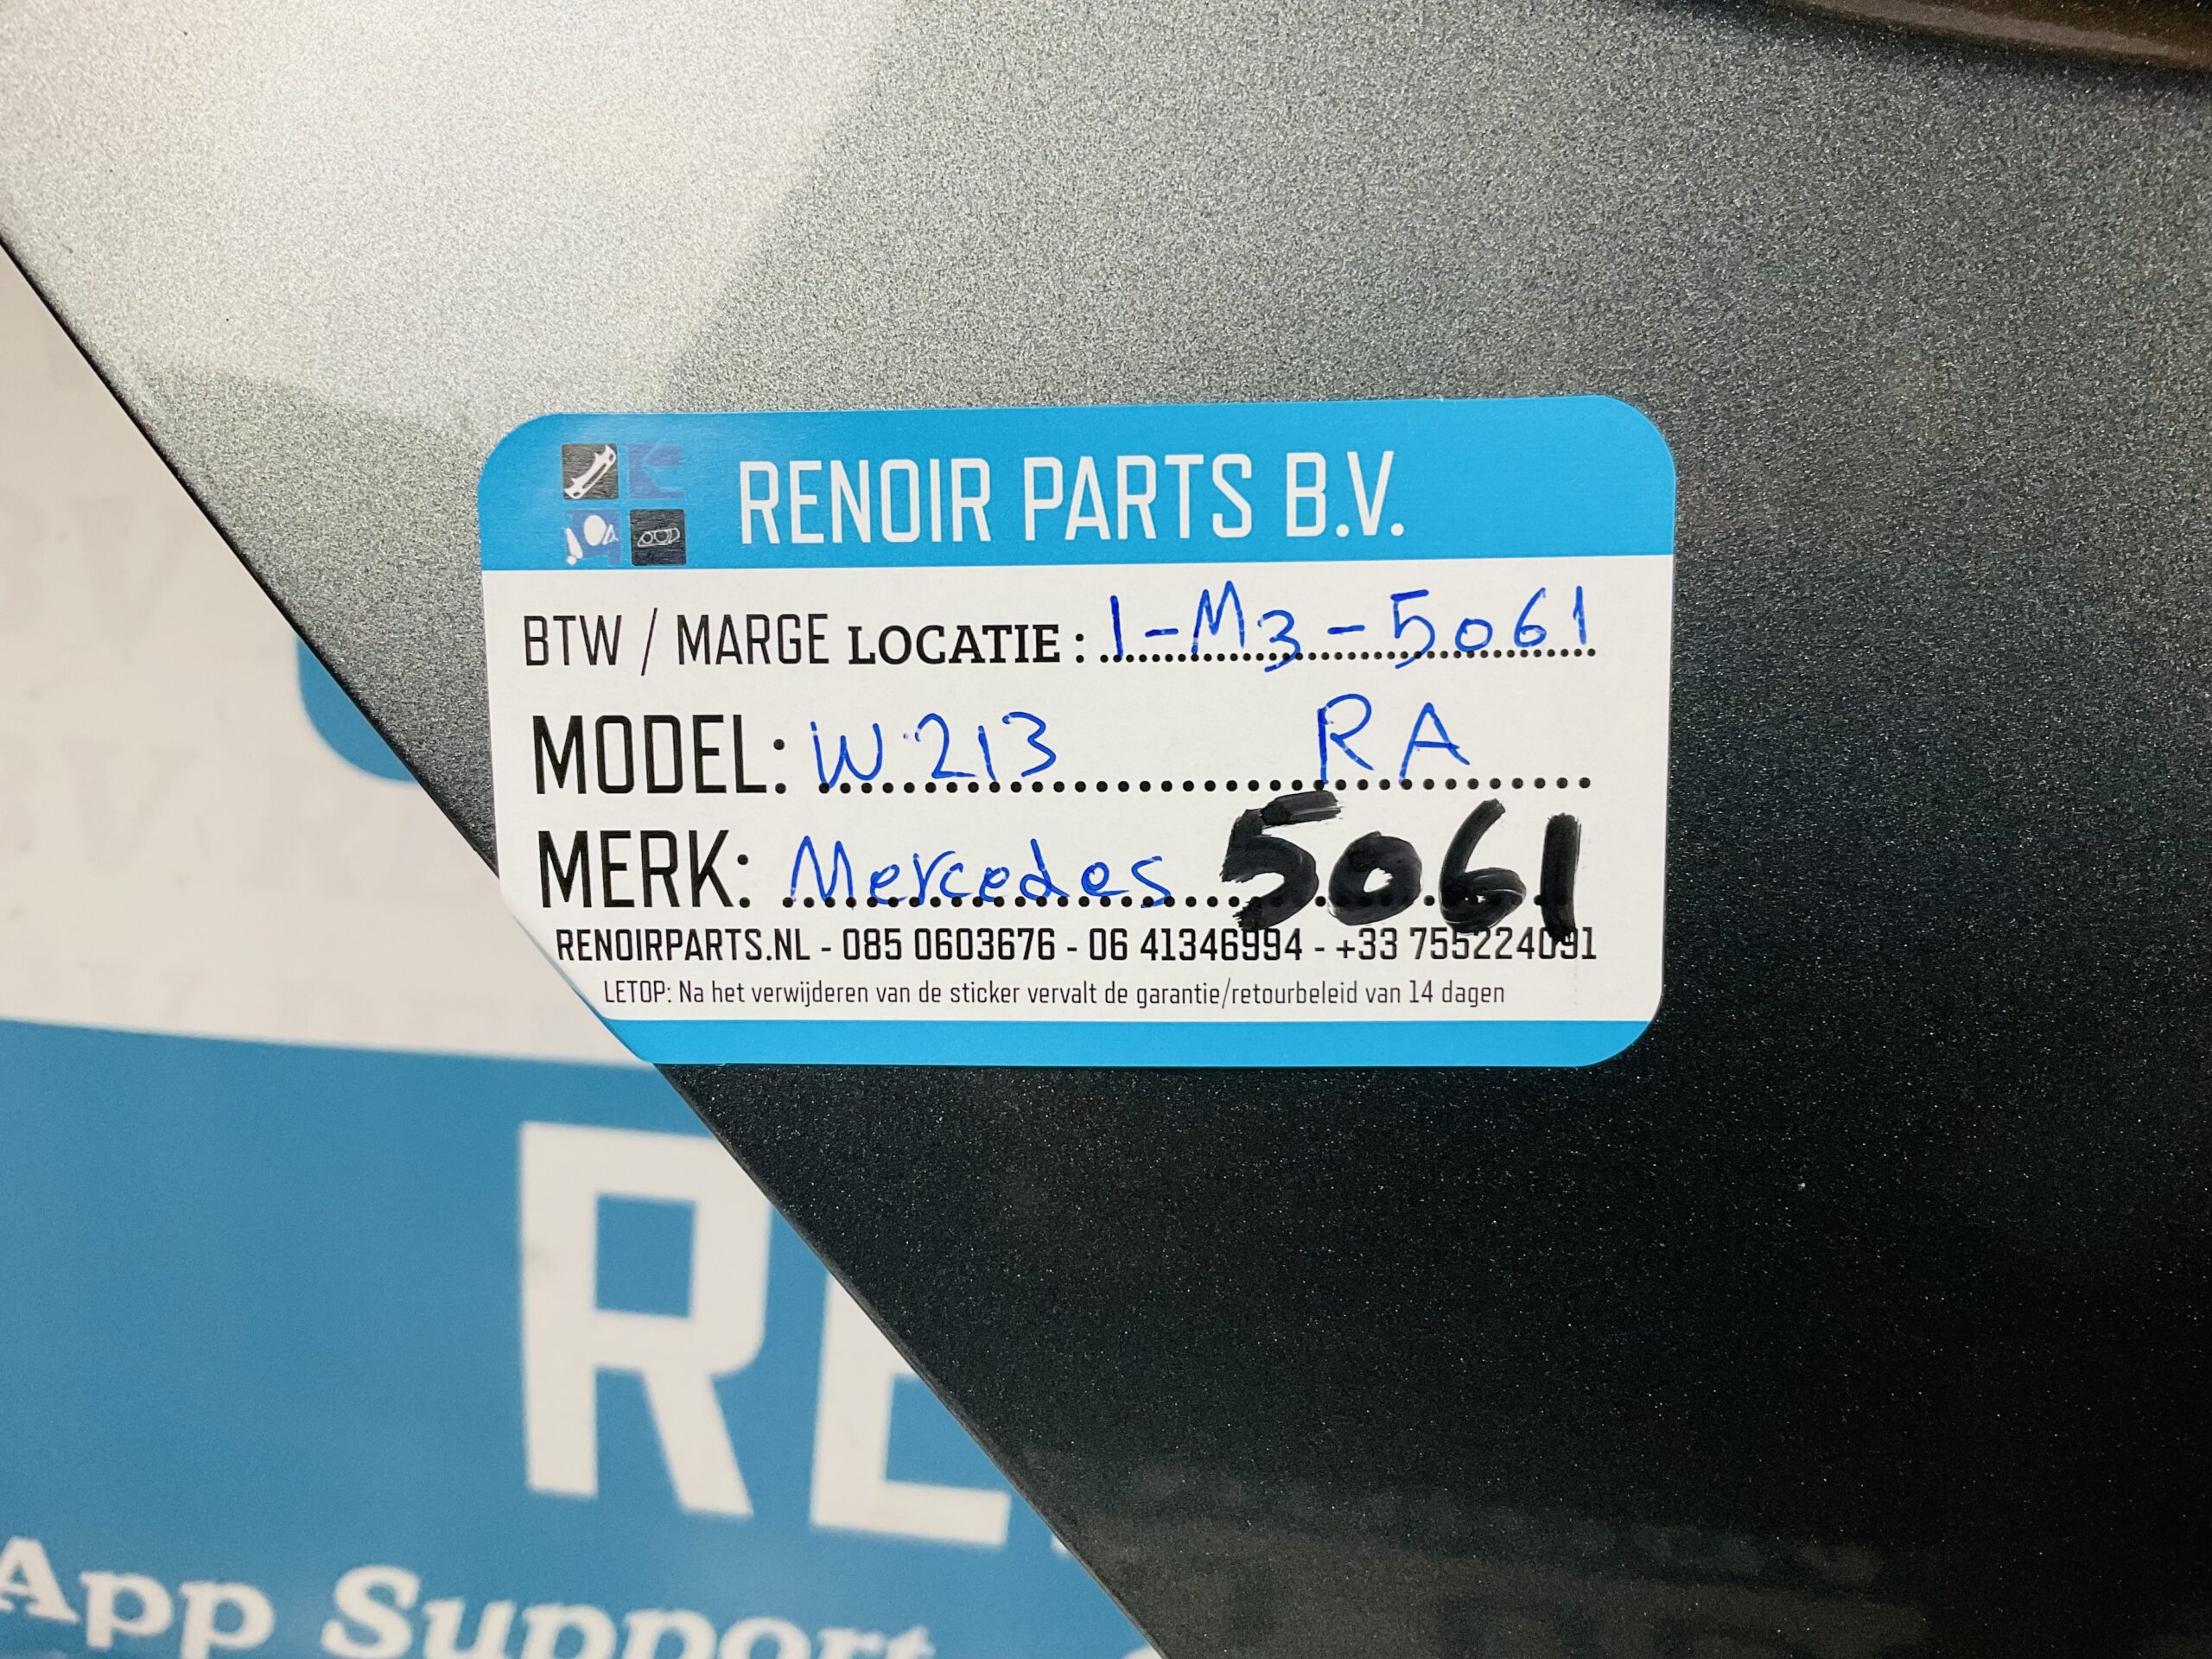 RENOIR PARTS B.V.
BTW / MARGE LOCATIE : 1-M3-5061
MODEL: W213 RA
MERK: Mercedes 5061
RENOIRPARTS.NL - 085 0603676 - 06 41346994 - +33 755224091
LETOP: Na het verwijderen van de sticker vervalt de garantie/retourbeleid van 14 dagen
RE
App Support